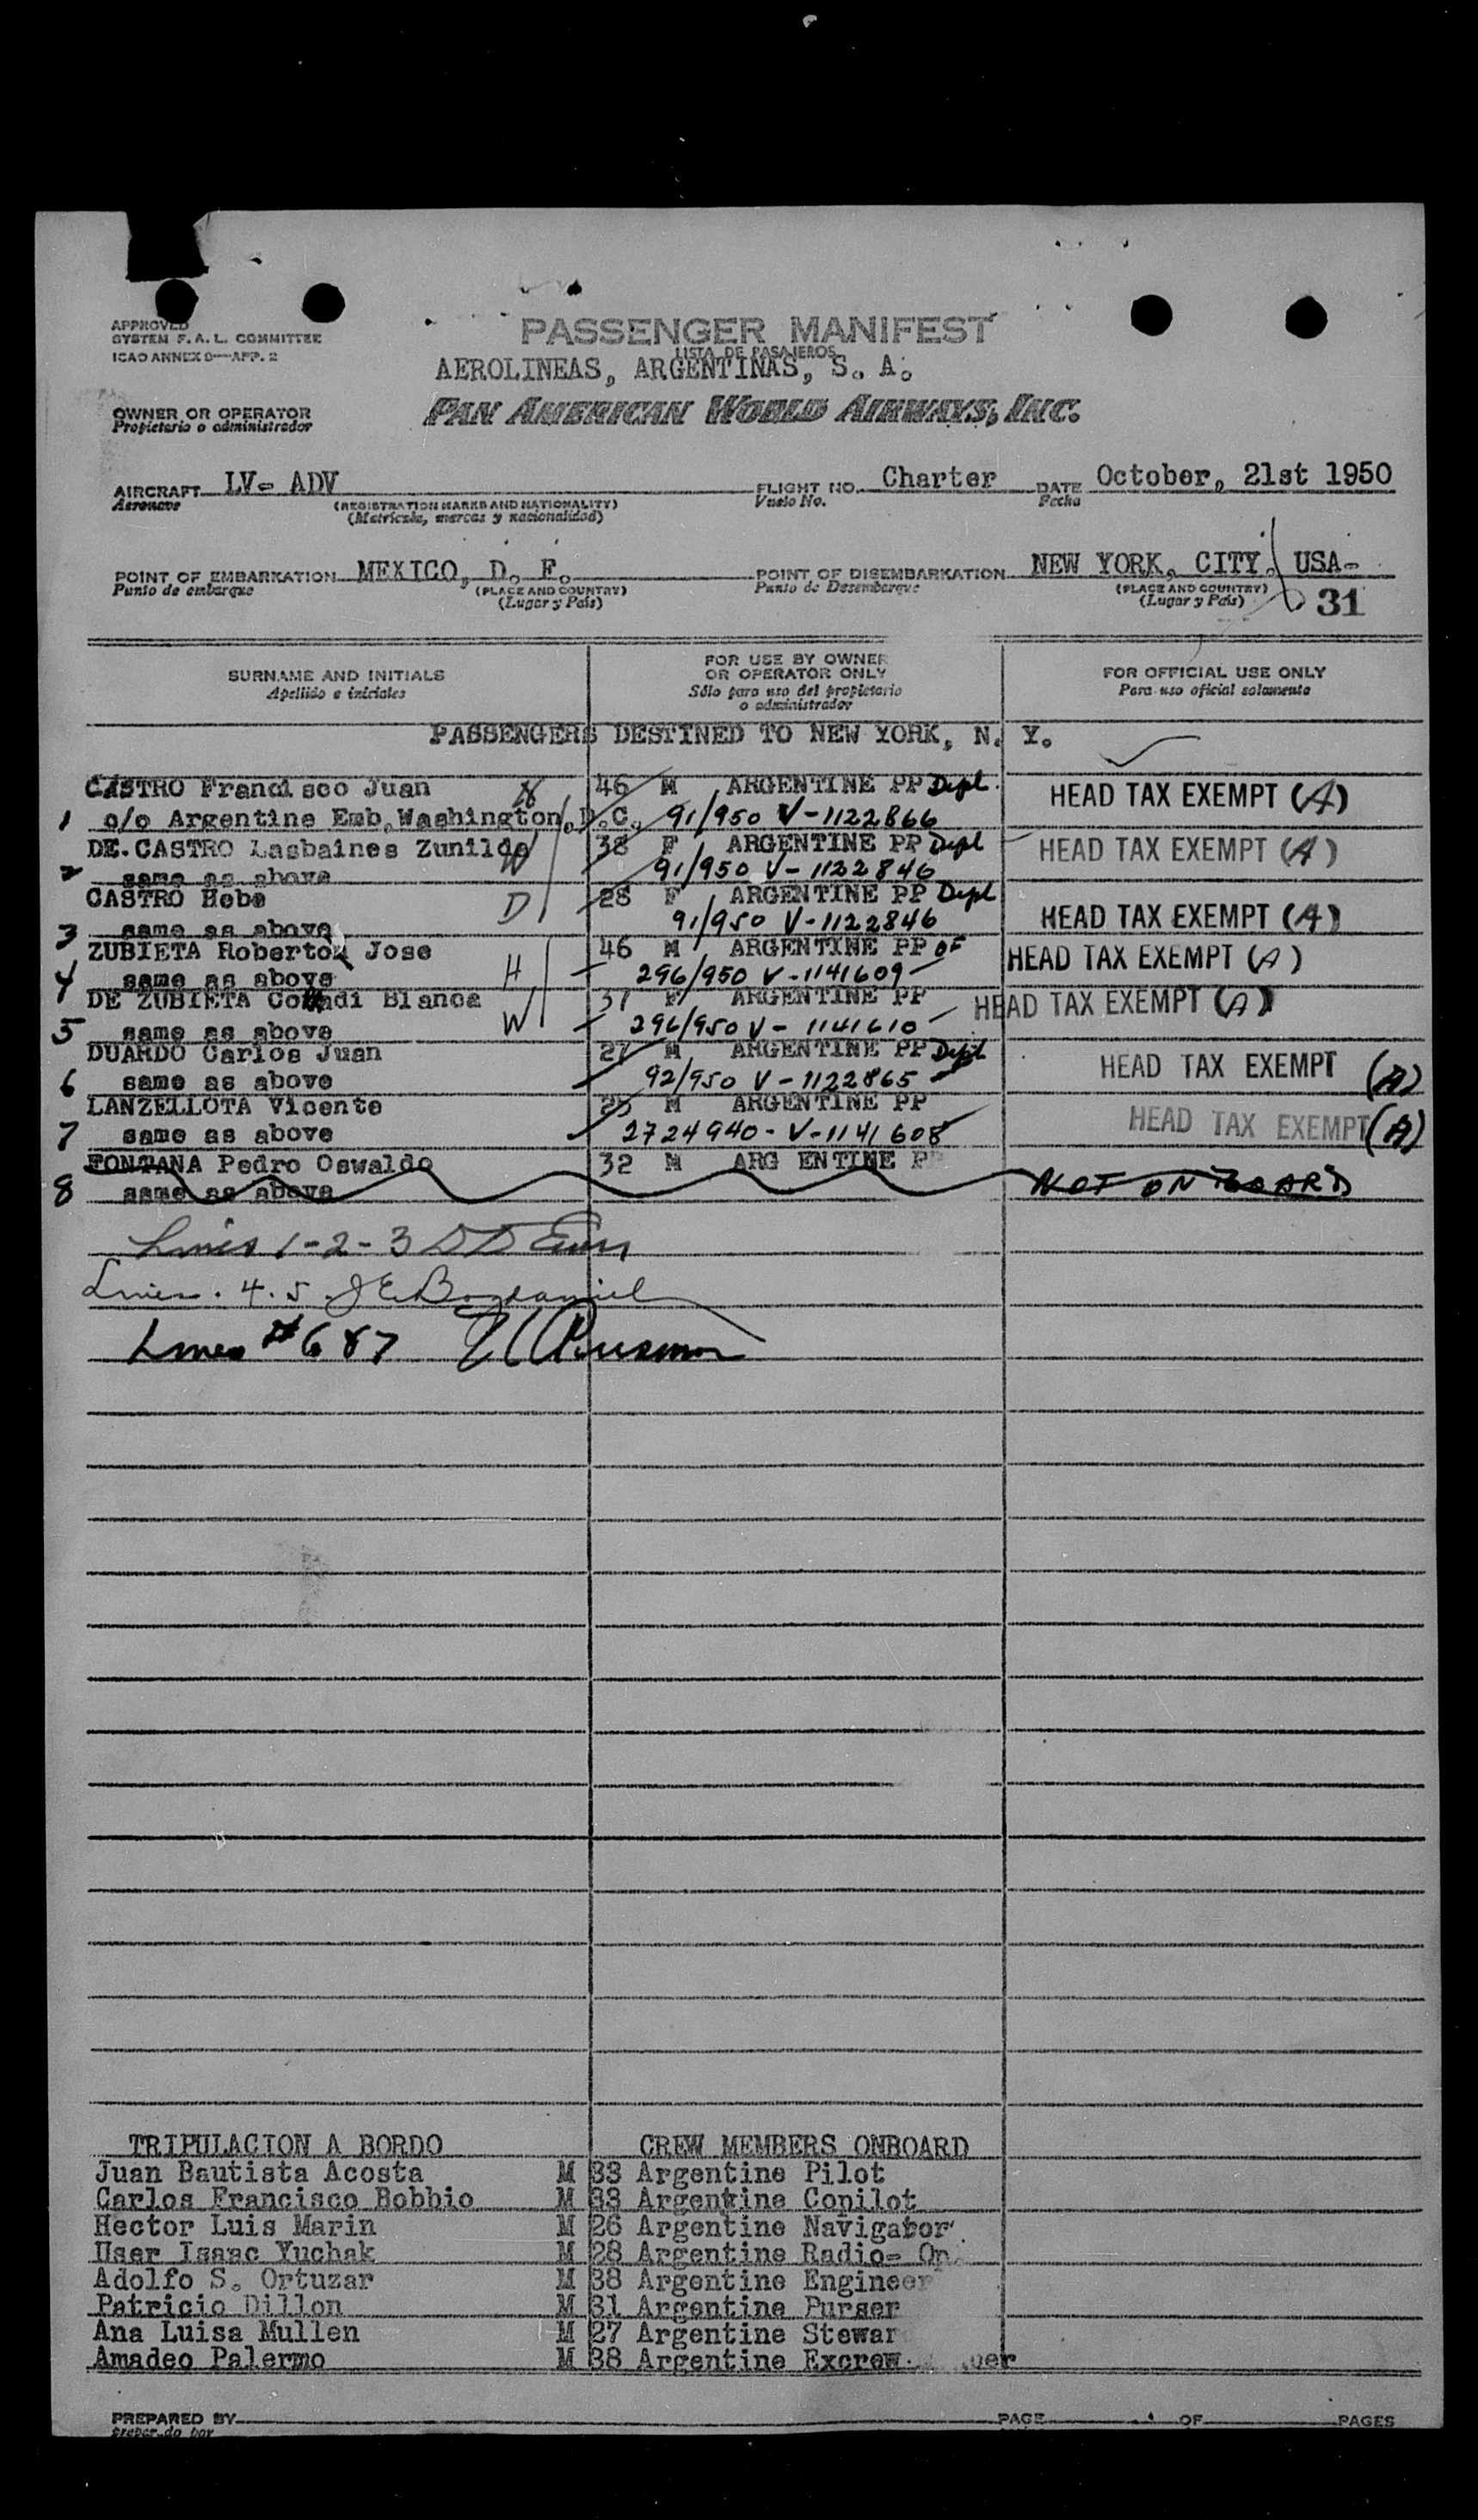 APPROVED
SYSTEM F. A. L. COMMITTEE
ICAO ANNEX 9—APP. 2
PASSENGER MANIFEST
LISTA DE PASAJEROS
AEROLINEAS, ARGENTINAS, S. A.
OWNER OR OPERATOR
Propietario o administrador
PAN AMERICAN WORLD AIRWAYS, INC.
AIRCRAFT LV- ADV FLIGHT NO. Charter DATE October, 21st 1950
Aeronave (REGISTRATION MARKS AND NATIONALITY) Vuelo No. Fecha
(Matrícula, marcas y nacionalidad)
POINT OF EMBARKATION MEXICO, D. F. POINT OF DISEMBARKATION NEW YORK, CITY, USA-
Punto de embarque (PLACE AND COUNTRY) Punto de Desembarque (PLACE AND COUNTRY)
(Lugar y País) (Lugar y País) 31
SURNAME AND INITIALS FOR USE BY OWNER OR OPERATOR ONLY FOR OFFICIAL USE ONLY
Apellido e iniciales Sólo para uso del propietario o administrador Para uso oficial solamente
PASSENGERS DESTINED TO NEW YORK, N. Y.
CASTRO Francisco Juan H 46 M ARGENTINE PP Dipl. HEAD TAX EXEMPT (A)
1 c/o Argentine Emb, Washington, D.C., 91/950 V-1122866
DE CASTRO Lasbaines Zunilda W 38 F ARGENTINE PP Dipl HEAD TAX EXEMPT (A)
2 same as above 91/950 V-1122846
CASTRO Hebe D 28 F ARGENTINE PP Dipl
3 same as above 91/950 V-1122846 HEAD TAX EXEMPT (A)
ZUBIETA Roberto Jose H 46 M ARGENTINE PP OF HEAD TAX EXEMPT (A)
4 same as above 296/950 V-1141609
DE ZUBIETA Blanca W 37 F ARGENTINE PP HEAD TAX EXEMPT (A)
5 same as above 296/950 V-1141610
DUARDO Carlos Juan 27 M ARGENTINE PP Dipl HEAD TAX EXEMPT (A)
6 same as above 92/950 V-1122865
LANZELLOTA Vicente 25 M ARGENTINE PP HEAD TAX EXEMPT (A)
7 same as above 2724940-V-1141608
FONTANA Pedro Oswaldo 32 M ARG ENTINE PP
8 same as above NOT ON BOARD
Lines 1-2-3
Lines. 4.5.
Lines #6 & 7
TRIPULACION A BORDO CREW MEMBERS ONBOARD
Juan Bautista Acosta M 33 Argentine Pilot
Carlos Francisco Bobbio M 33 Argentine Copilot
Hector Luis Marin M 26 Argentine Navigator
User Isaac Yuchak M 28 Argentine Radio- Op.
Adolfo S. Ortuzar M 38 Argentine Engineer
Patricio Dillon M 31 Argentine Purser
Ana Luisa Mullen M 27 Argentine Stewar
Amadeo Palermo M 38 Argentine Excrew
PREPARED BY PAGE OF PAGES